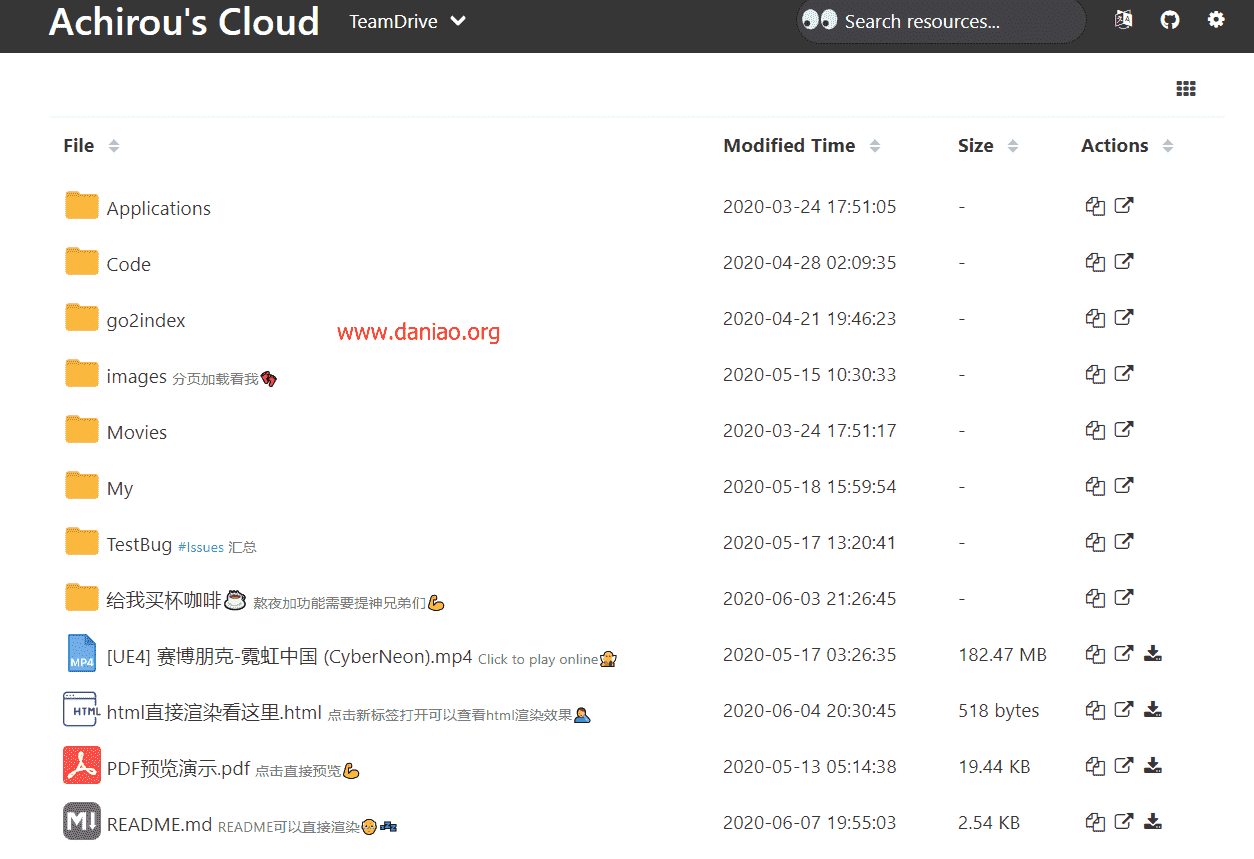 Achirou's Cloud TeamDrive Search resources...
File Modified Time Size Actions
Applications 2020-03-24 17:51:05 -
Code 2020-04-28 02:09:35 -
go2index 2020-04-21 19:46:23 -
www.daniao.org
images 分页加载看我👣 2020-05-15 10:30:33 -
Movies 2020-03-24 17:51:17 -
My 2020-05-18 15:59:54 -
TestBug #Issues 汇总 2020-05-17 13:20:41 -
给我买杯咖啡☕ 熬夜加功能需要提神兄弟们💪 2020-06-03 21:26:45 -
MP4 [UE4] 赛博朋克-霓虹中国 (CyberNeon).mp4 Click to play online🙊 2020-05-17 03:26:35 182.47 MB
HTML html直接渲染看这里.html 点击新标签打开可以查看html渲染效果 2020-06-04 20:30:45 518 bytes
PDF预览演示.pdf 点击直接预览💪 2020-05-13 05:14:38 19.44 KB
M README.md README可以直接渲染 2020-06-07 19:55:03 2.54 KB